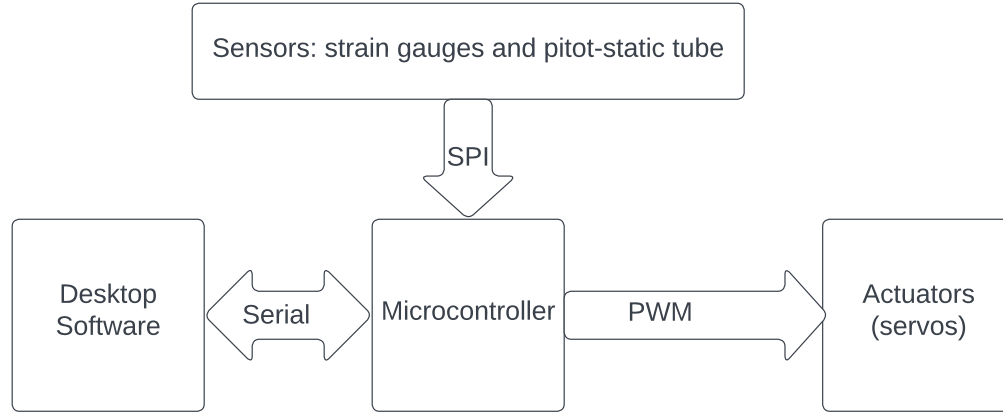 Sensors: strain gauges and pitot-static tube
SPI
Desktop
Software
Serial
Microcontroller
PWM
Actuators
(servos)